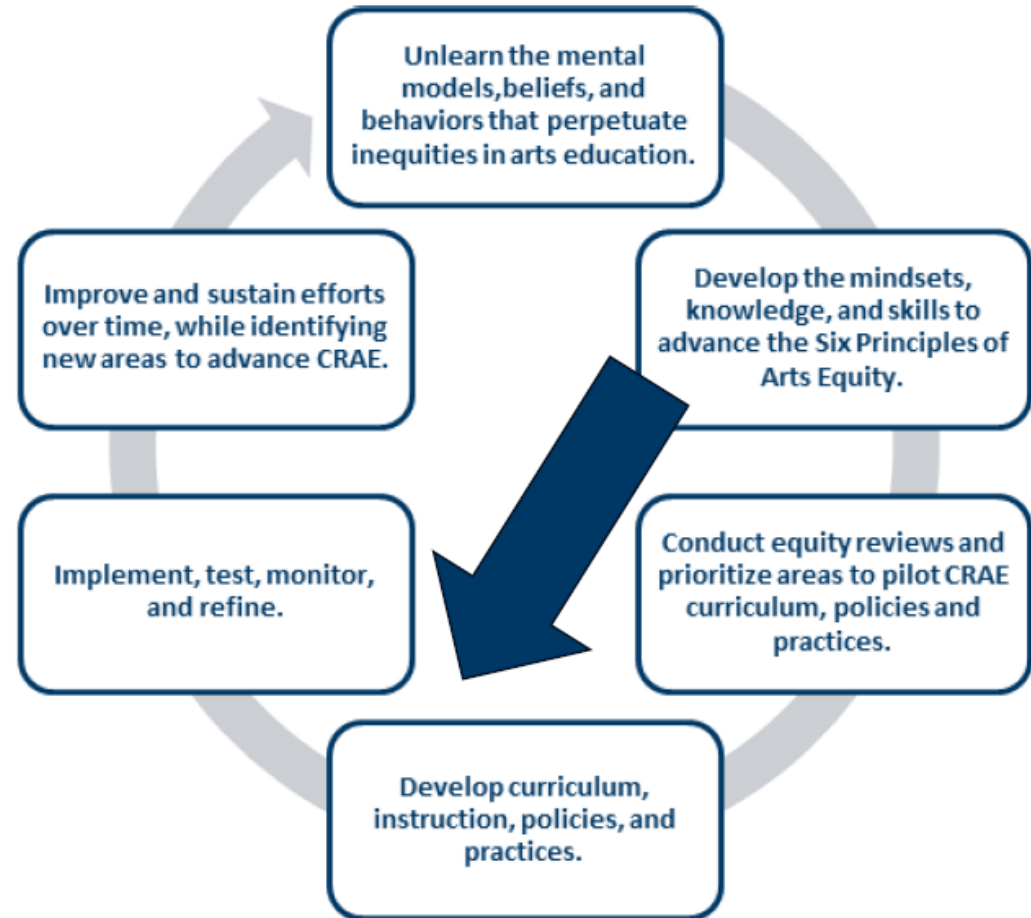 Unlearn the mental
models,beliefs, and
behaviors that perpetuate
inequities in arts education.
Develop the mindsets,
knowledge, and skills to
advance the Six Principles of
Arts Equity.
Conduct equity reviews and
prioritize areas to pilot CRAE
curriculum, policies and
practices.
Develop curriculum,
instruction, policies, and
practices.
Implement, test, monitor,
and refine.
Improve and sustain efforts
over time, while identifying
new areas to advance CRAE.